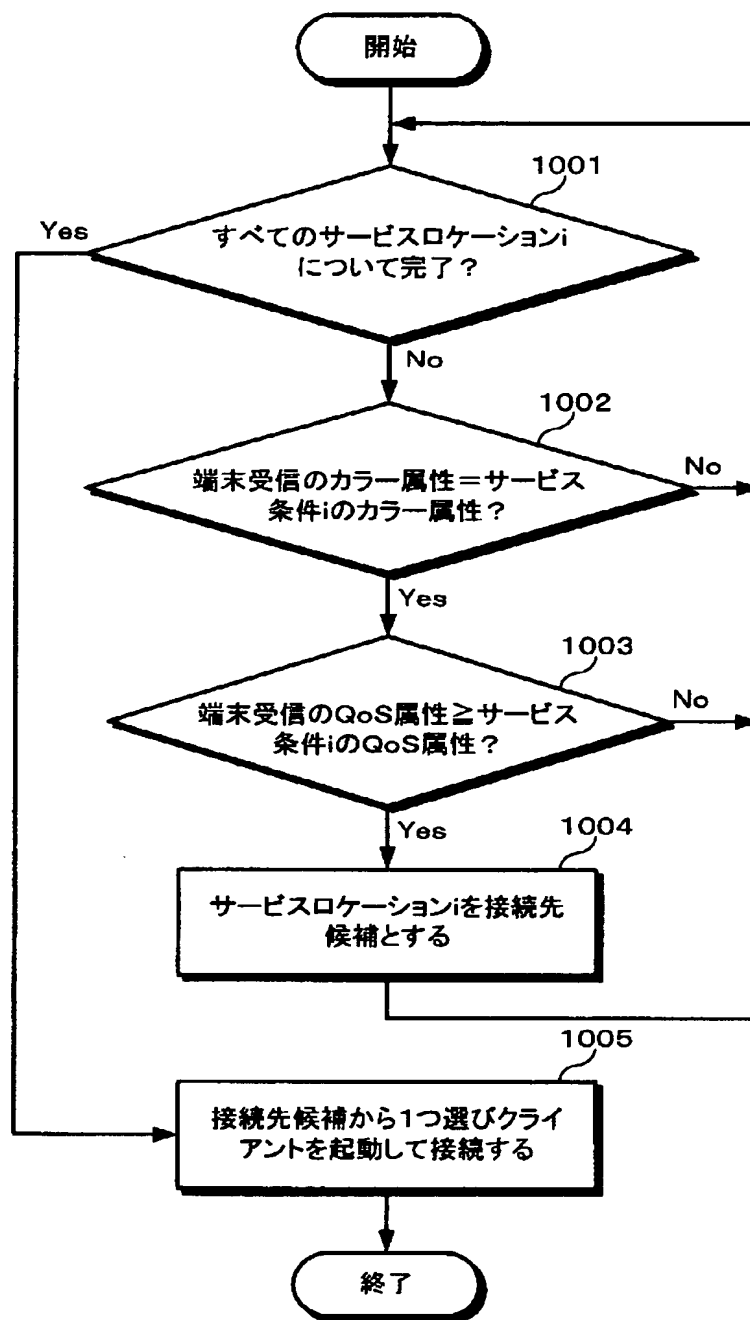 開始
1001
Yes
すべてのサービスロケーションi
について完了?
No
1002
端末受信のカラー属性=サービス
条件iのカラー属性?
No
Yes
1003
端末受信のQoS属性≧サービス
条件iのQoS属性?
No
Yes
1004
サービスロケーションiを接続先
候補とする
1005
接続先候補から1つ選びクライ
アントを起動して接続する
終了